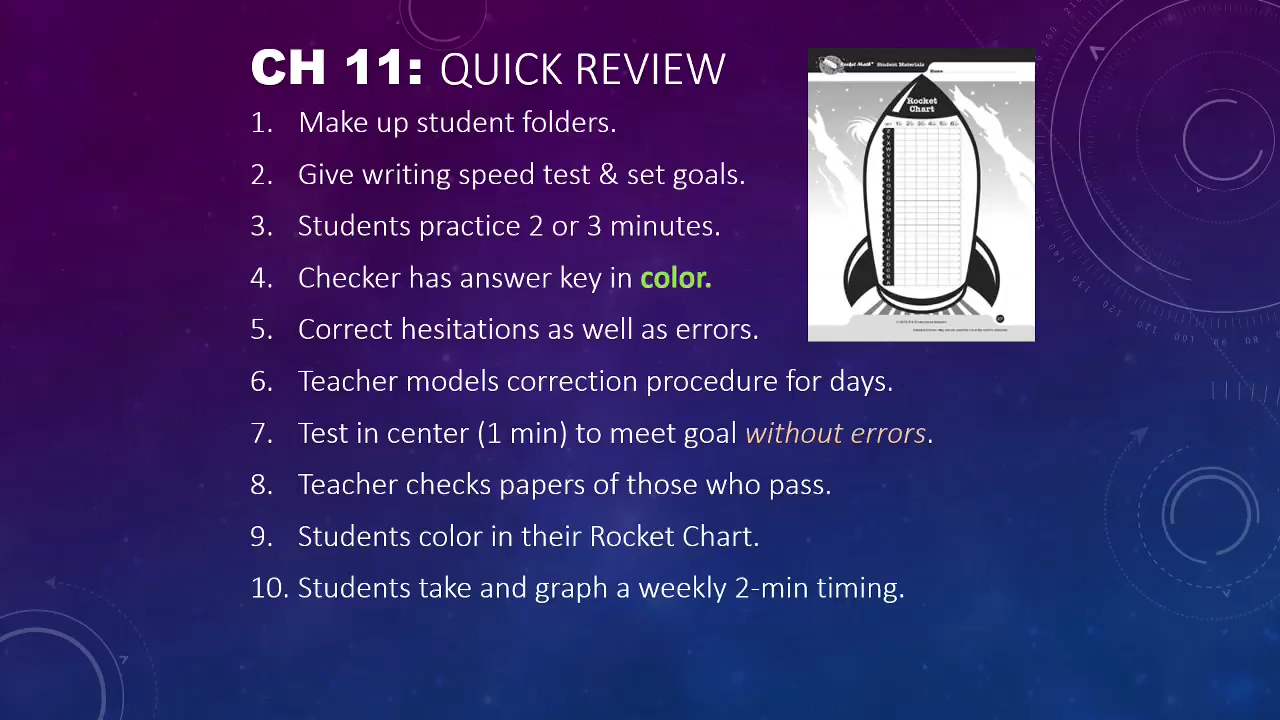 CH 11: QUICK REVIEW
1. Make up student folders.
2. Give writing speed test & set goals.
3. Students practice 2 or 3 minutes.
4. Checker has answer key in color.
5. Correct hesitations as well as errors.
6. Teacher models correction procedure for days.
7. Test in center (1 min) to meet goal without errors.
8. Teacher checks papers of those who pass.
9. Students color in their Rocket Chart.
10. Students take and graph a weekly 2-min timing.
Rocket Math™ Student Materials
Name
Rocket
Chart